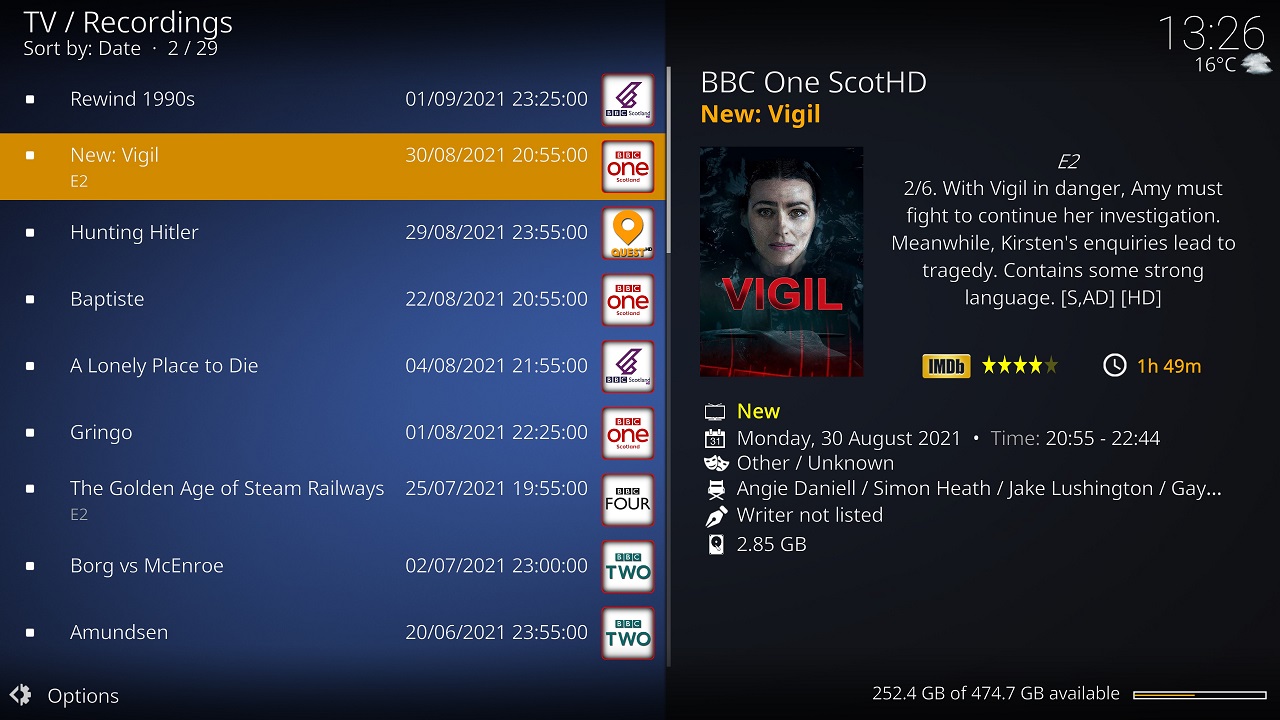 TV / Recordings
Sort by: Date · 2 / 29
13:26
16°C
Rewind 1990s 01/09/2021 23:25:00 BBC Scotland
New: Vigil 30/08/2021 20:55:00 BBC one Scotland
E2
Hunting Hitler 29/08/2021 23:55:00 QUEST HD
Baptiste 22/08/2021 20:55:00 BBC one Scotland
A Lonely Place to Die 04/08/2021 21:55:00 BBC Scotland
Gringo 01/08/2021 22:25:00 BBC one Scotland
The Golden Age of Steam Railways 25/07/2021 19:55:00 BBC FOUR
E2
Borg vs McEnroe 02/07/2021 23:00:00 BBC TWO
Amundsen 20/06/2021 23:55:00 BBC TWO
Options
BBC One ScotHD
New: Vigil
VIGIL
E2
2/6. With Vigil in danger, Amy must
fight to continue her investigation.
Meanwhile, Kirsten's enquiries lead to
tragedy. Contains some strong
language. [S,AD] [HD]
IMDb 1h 49m
New
31 Monday, 30 August 2021 • Time: 20:55 - 22:44
Other / Unknown
Angie Daniell / Simon Heath / Jake Lushington / Gay...
Writer not listed
2.85 GB
252.4 GB of 474.7 GB available